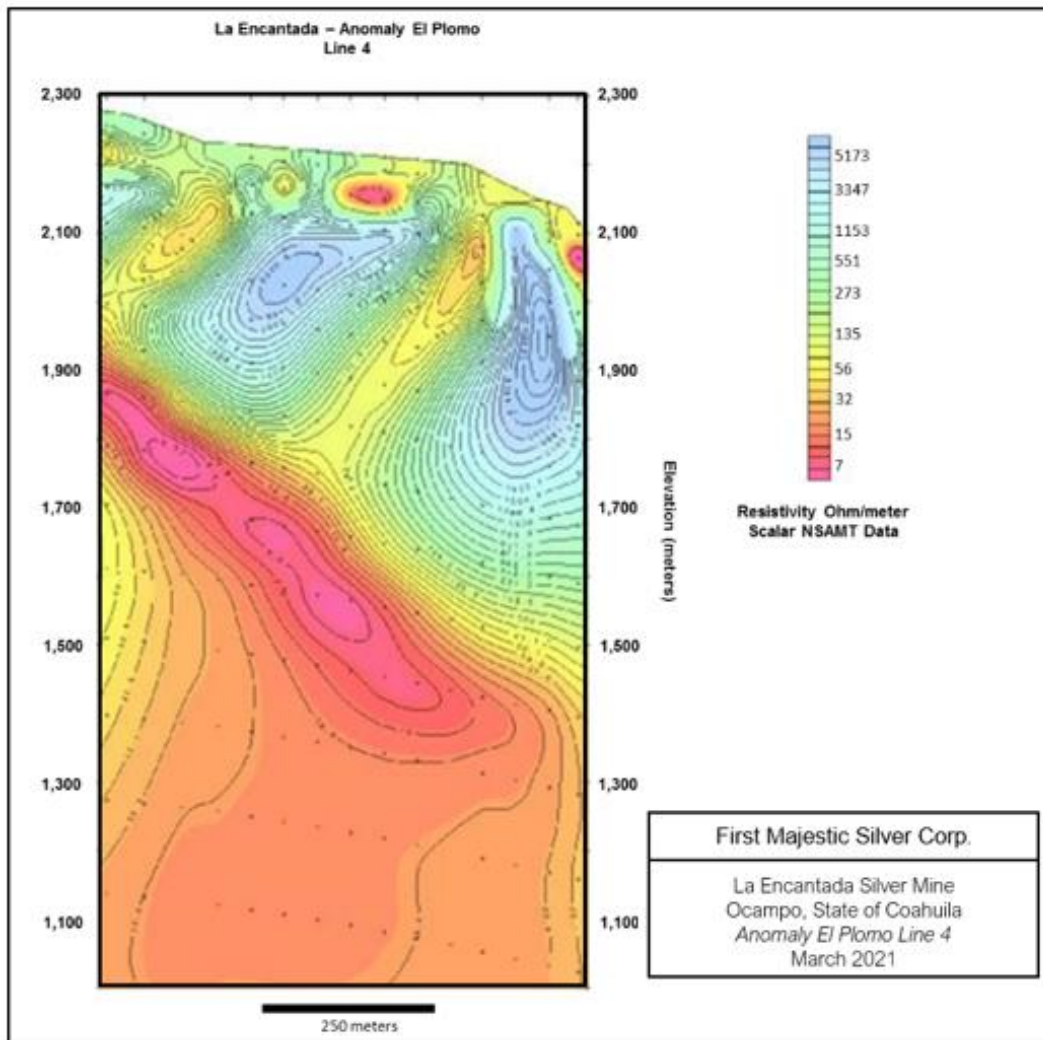 La Encantada – Anomaly El Plomo
Line 4
2,300
2,100
1,900
1,700
1,500
1,300
1,100
2,300
2,100
1,900
1,700
1,500
1,300
1,100
Elevation (meters)
5173
3347
1153
551
273
135
56
32
15
7
Resistivity Ohm/meter
Scalar NSAMT Data
250 meters
First Majestic Silver Corp.
La Encantada Silver Mine
Ocampo, State of Coahuila
Anomaly El Plomo Line 4
March 2021